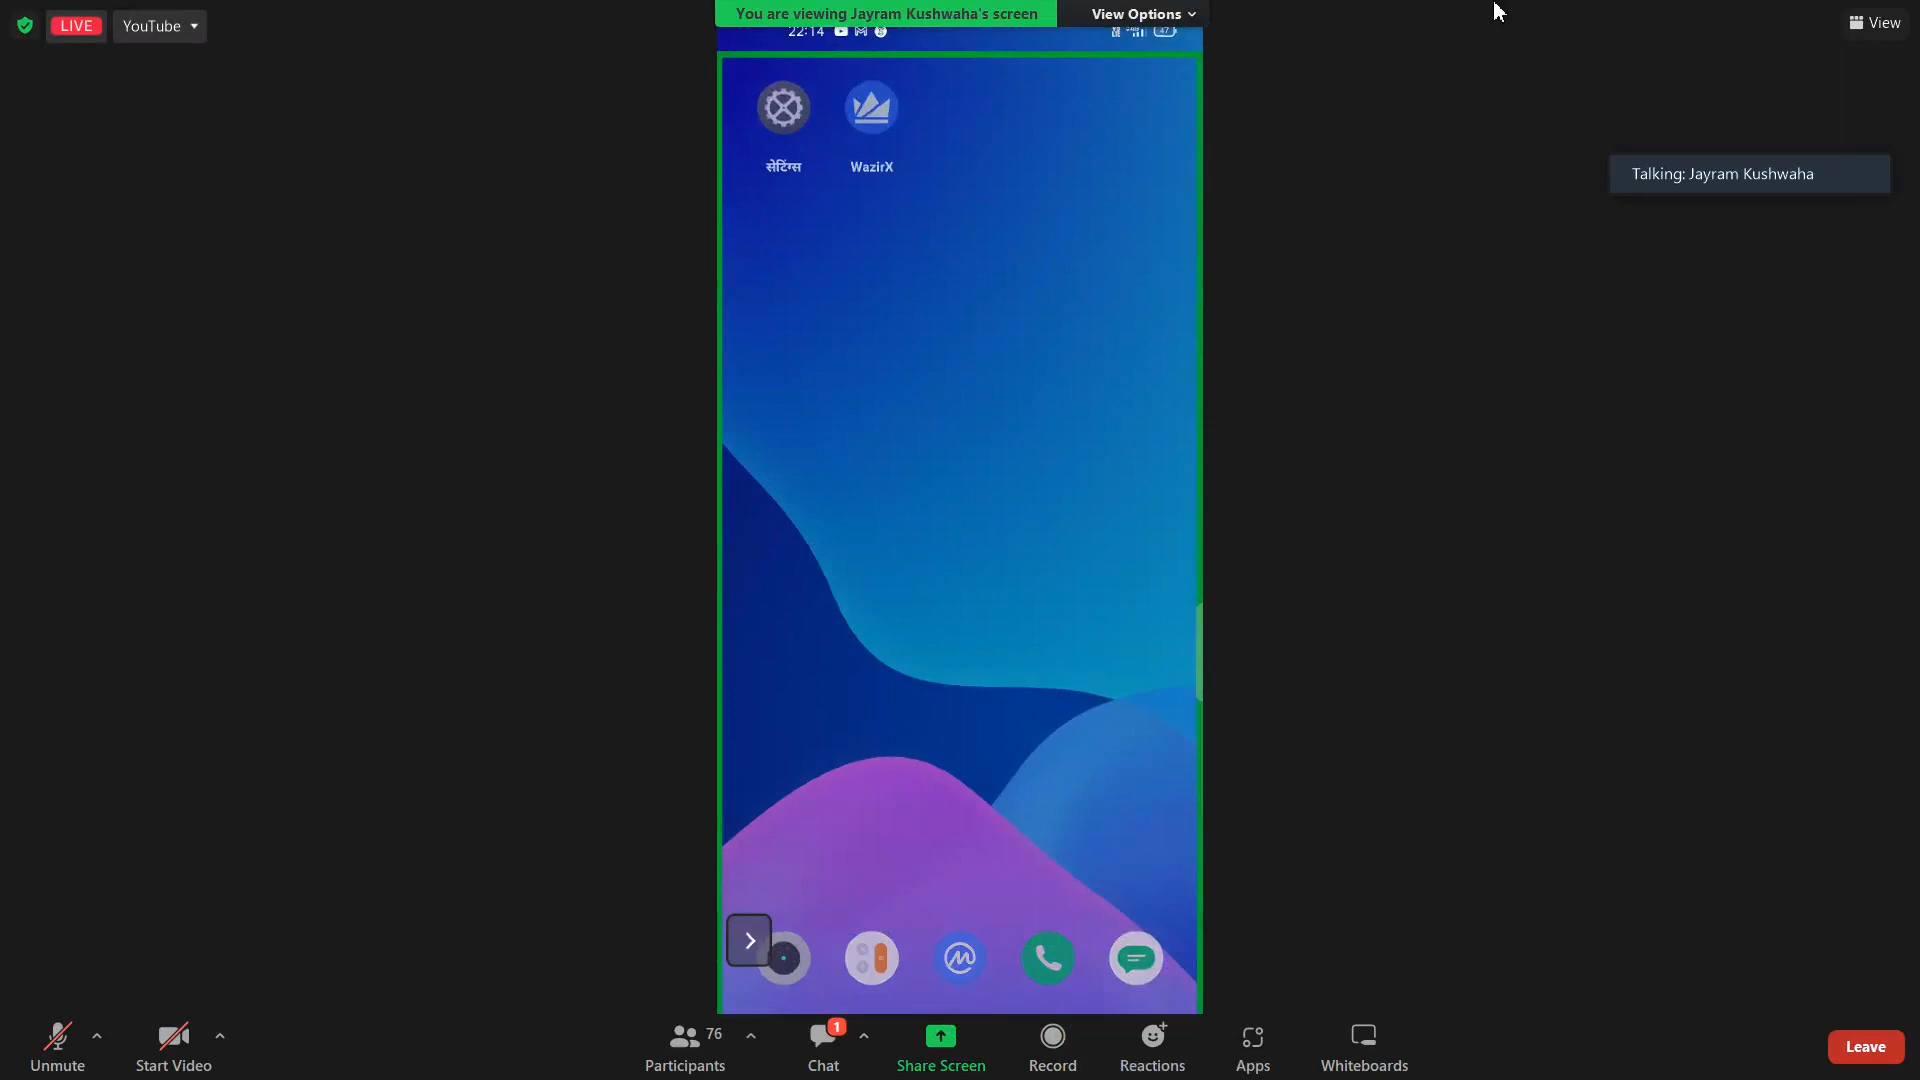 LIVE
YouTube
You are viewing Jayram Kushwaha's screen
View Options
View
22:14
47
सेटिंग्स
WazirX
Talking: Jayram Kushwaha
Unmute
Start Video
76
Participants
1
Chat
Share Screen
Record
Reactions
Apps
Whiteboards
Leave